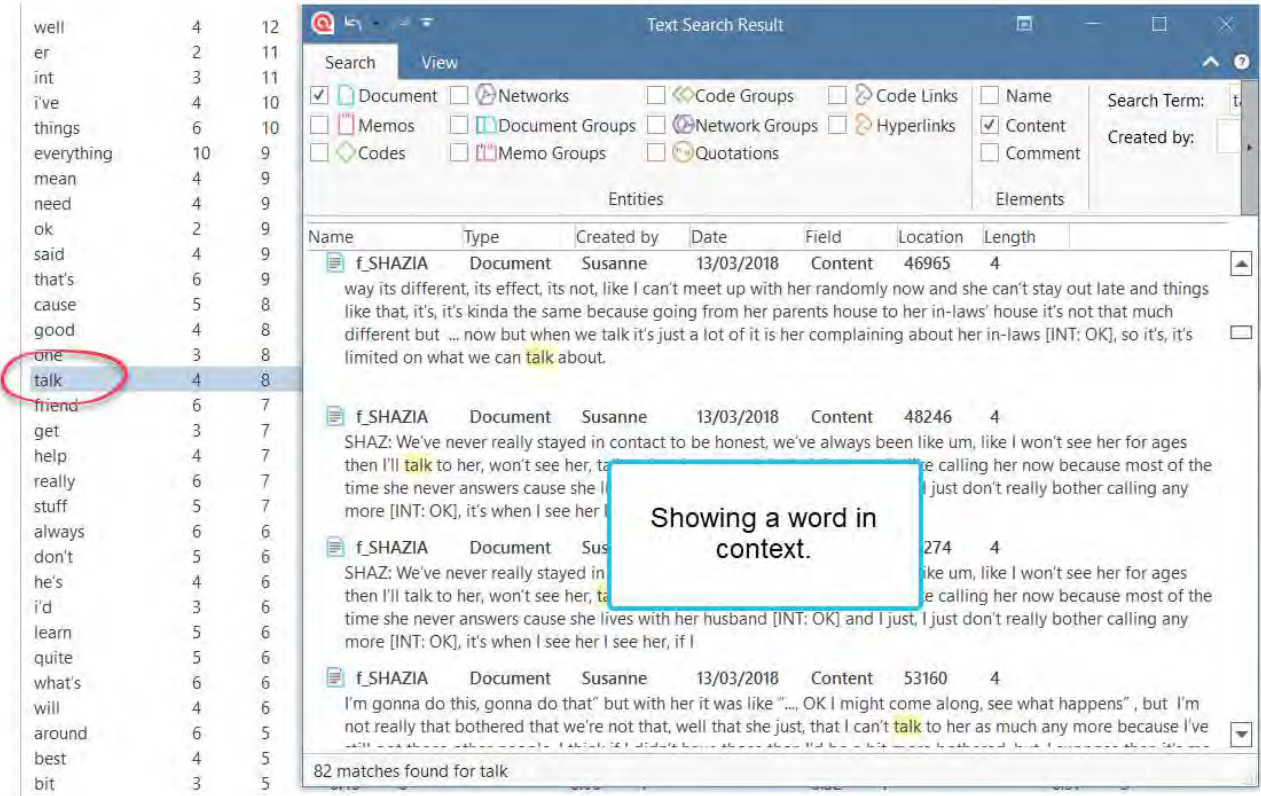 well 4 12
er 2 11
int 3 11
i've 4 10
things 6 10
everything 10 9
mean 4 9
need 4 9
ok 2 9
said 4 9
that's 6 9
cause 5 8
good 4 8
one 3 8
talk 4 8
friend 6 7
get 3 7
help 4 7
really 6 7
stuff 5 7
always 6 6
don't 5 6
he's 4 6
i'd 3 6
learn 5 6
quite 5 6
what's 6 6
will 4 6
around 6 5
best 4 5
bit 3 5
Text Search Result
Search View
Document Networks Code Groups Code Links Name Search Term:
Memos Document Groups Network Groups Hyperlinks Content Created by:
Codes Memo Groups Quotations Comment
Entities Elements
Name Type Created by Date Field Location Length
f_SHAZIA Document Susanne 13/03/2018 Content 46965 4
way its different, its effect, its not, like I can't meet up with her randomly now and she can't stay out late and things
like that, it's, it's kinda the same because going from her parents house to her in-laws' house it's not that much
different but ... now but when we talk it's just a lot of it is her complaining about her in-laws [INT: OK], so it's, it's
limited on what we can talk about.
f_SHAZIA Document Susanne 13/03/2018 Content 48246 4
SHAZ: We've never really stayed in contact to be honest, we've always been like um, like I won't see her for ages
then I'll talk to her, won't see her, calling her now because most of the
time she never answers cause she I just don't really bother calling any
more [INT: OK], it's when I see her
Showing a word in
context.
f_SHAZIA Document 274 4
SHAZ: We've never really stayed in like um, like I won't see her for ages
then I'll talk to her, won't see her, calling her now because most of the
time she never answers cause she lives with her husband [INT: OK] and I just, I just don't really bother calling any
more [INT: OK], it's when I see her I see her, if I
f_SHAZIA Document Susanne 13/03/2018 Content 53160 4
I'm gonna do this, gonna do that" but with her it was like "..., OK I might come along, see what happens" , but I'm
not really that bothered that we're not that, well that she just, that I can't talk to her as much any more because I've
82 matches found for talk